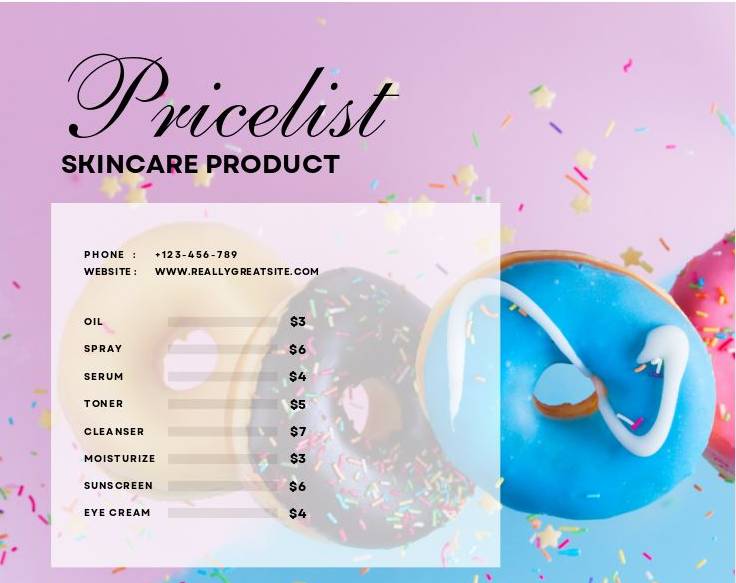 Pricelist
SKINCARE PRODUCT
PHONE : +123-456-789
WEBSITE : WWW.REALLYGREATSITE.COM
OIL $3
SPRAY $6
SERUM $4
TONER $5
CLEANSER $7
MOISTURIZE $3
SUNSCREEN $6
EYE CREAM $4